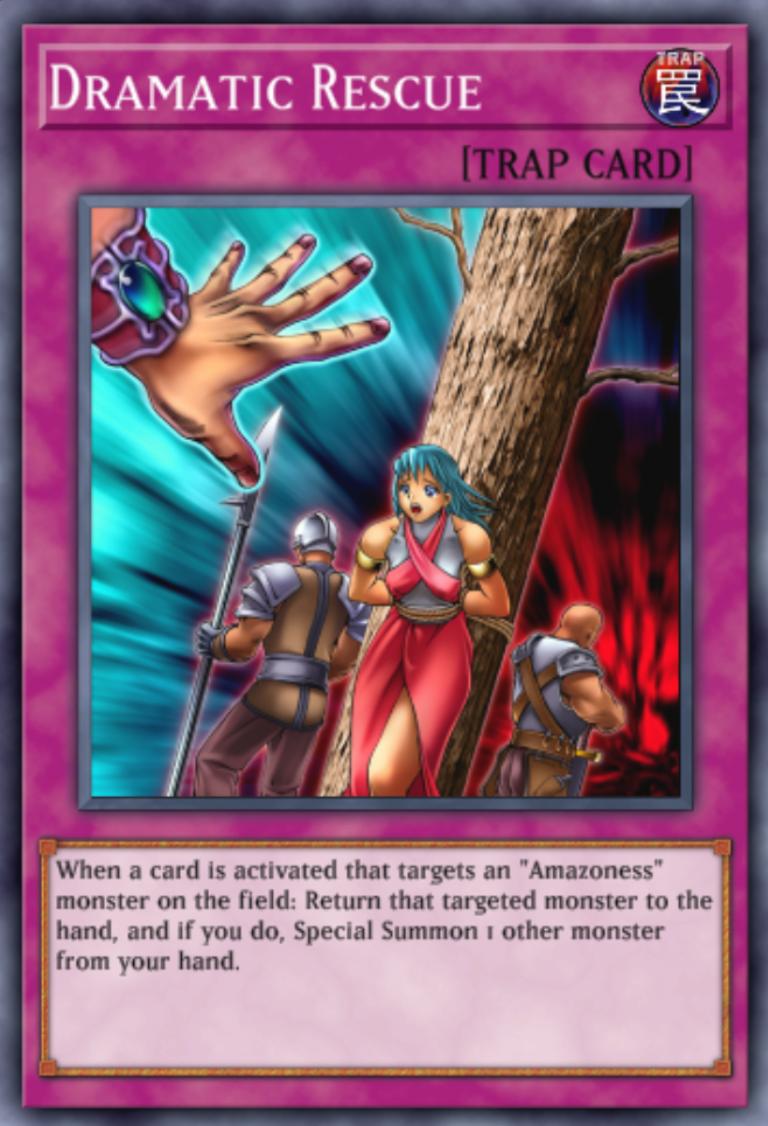 DRAMATIC RESCUE
TRAP
罠
[TRAP CARD]
When a card is activated that targets an "Amazoness"
monster on the field: Return that targeted monster to the
hand, and if you do, Special Summon 1 other monster
from your hand.